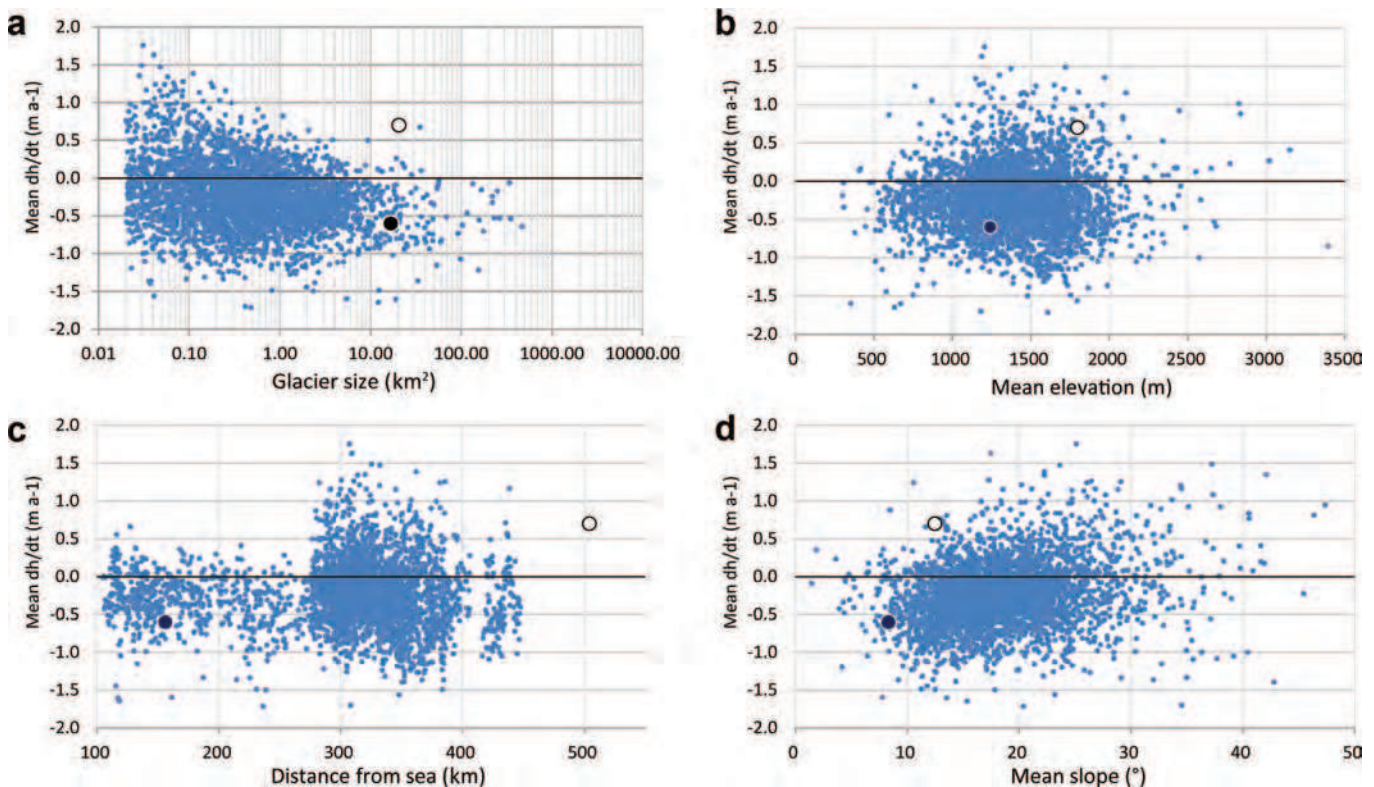 a
2.0
1.5
1.0
0.5
0.0
-0.5
-1.0
-1.5
-2.0
Mean dh/dt (m a-1)
0.01 0.10 1.00 10.00 100.00 1000.00 10000.00
Glacier size (km²)
b
2.0
1.5
1.0
0.5
0.0
-0.5
-1.0
-1.5
-2.0
Mean dh/dt (m a-1)
0 500 1000 1500 2000 2500 3000 3500
Mean elevation (m)
c
2.0
1.5
1.0
0.5
0.0
-0.5
-1.0
-1.5
-2.0
Mean dh/dt (m a-1)
100 200 300 400 500
Distance from sea (km)
d
2.0
1.5
1.0
0.5
0.0
-0.5
-1.0
-1.5
-2.0
Mean dh/dt (m a-1)
0 10 20 30 40 50
Mean slope (°)